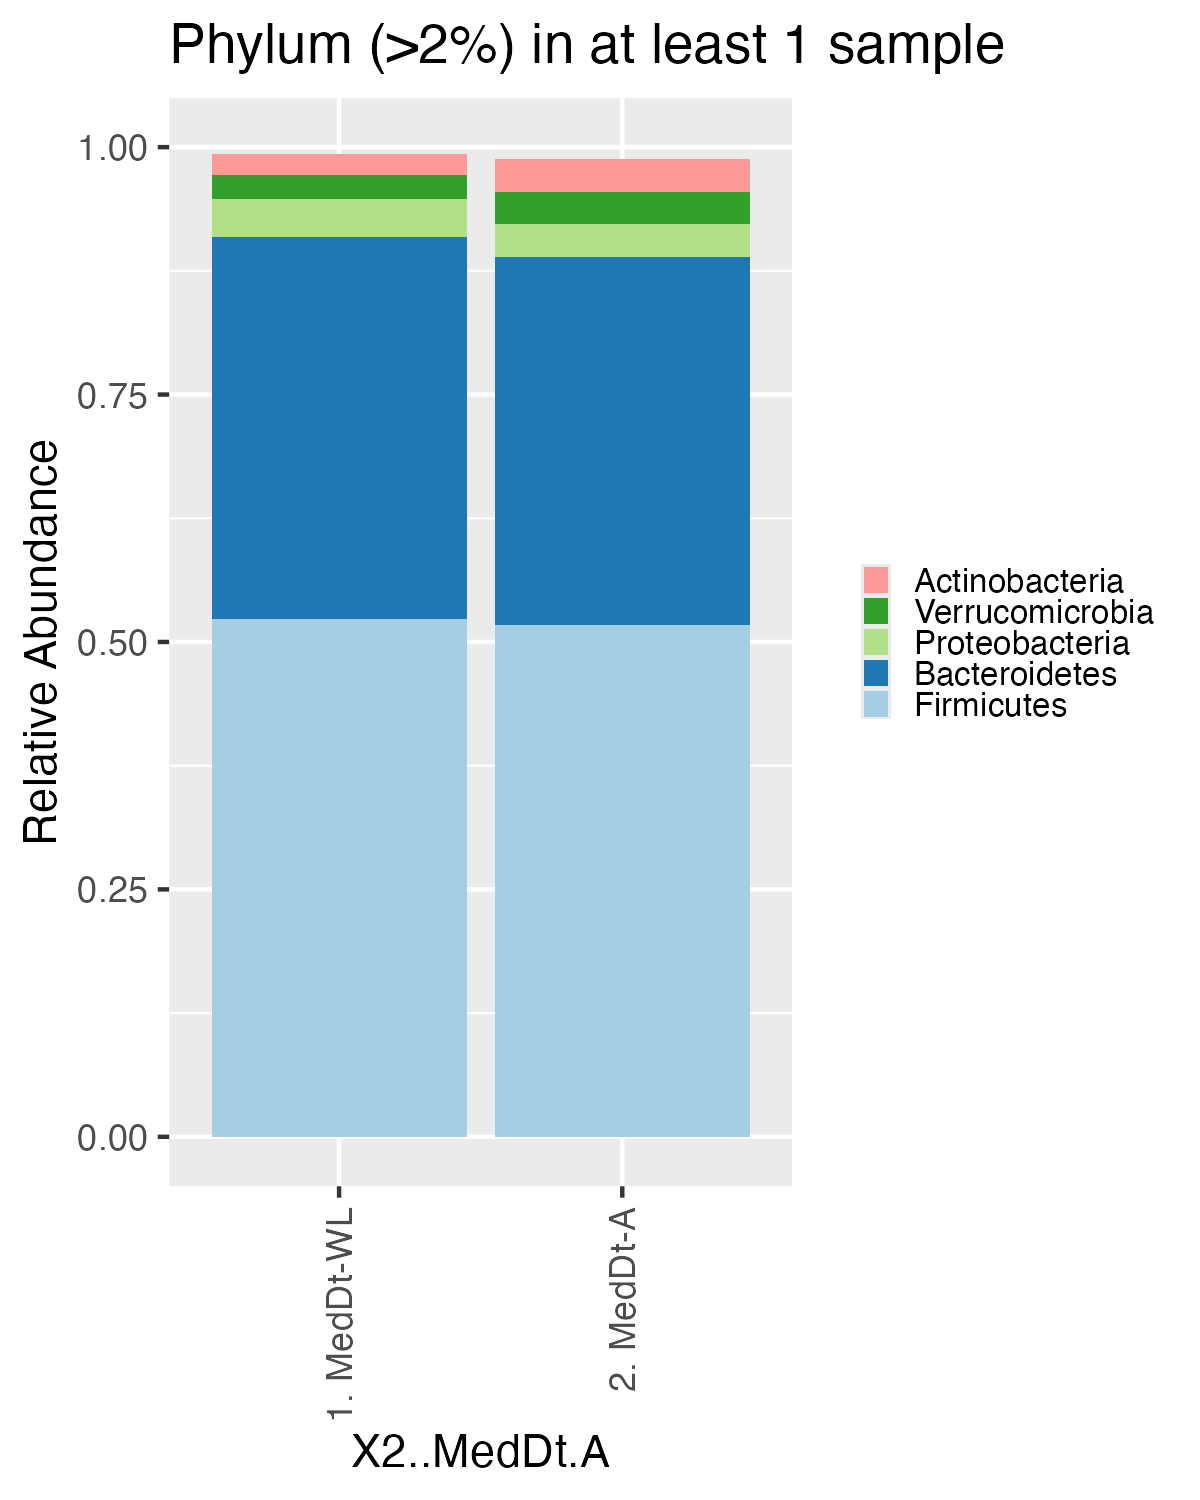 Phylum (>2%) in at least 1 sample
Relative Abundance
1.00
0.75
0.50
0.25
0.00
Actinobacteria
Verrucomicrobia
Proteobacteria
Bacteroidetes
Firmicutes
1. MedDt-WL
2. MedDt-A
X2..MedDt.A